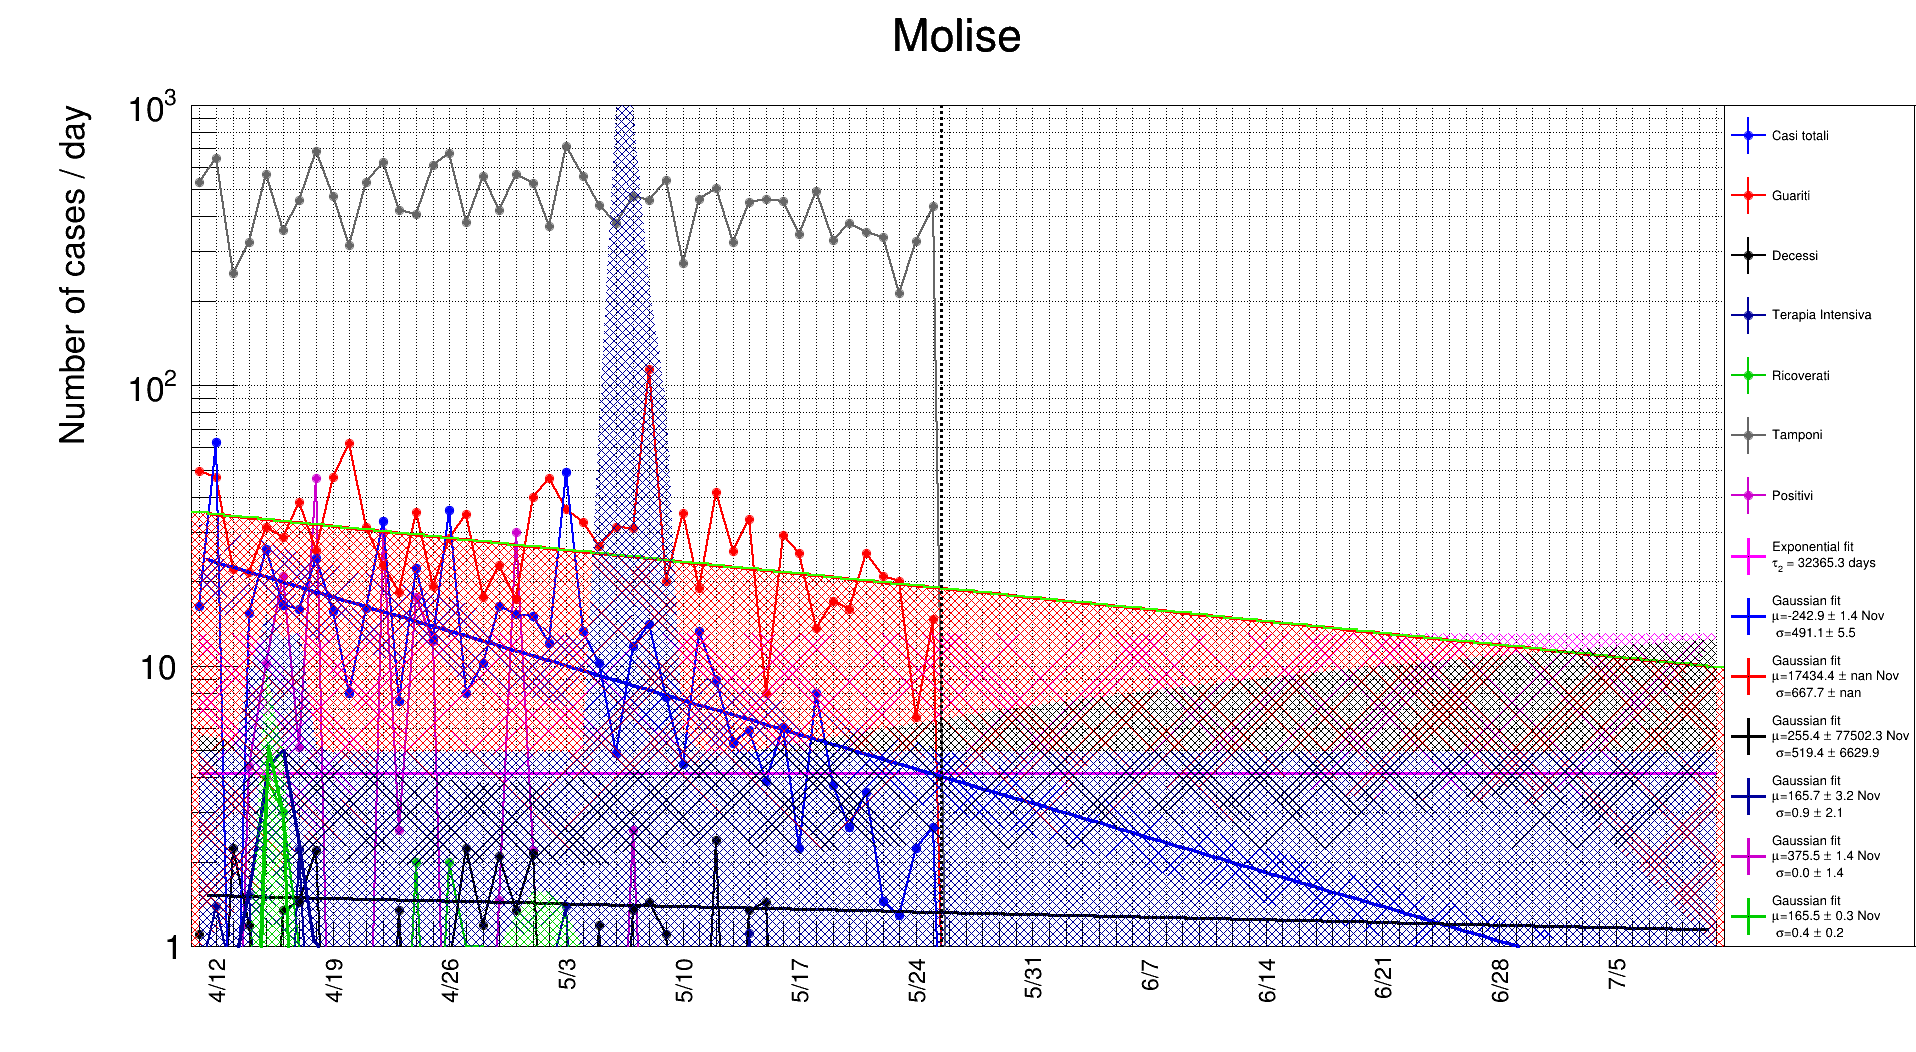 Molise
Number of cases / day
10³
10²
10
1
4/12
4/19
4/26
5/3
5/10
5/17
5/24
5/31
6/7
6/14
6/21
6/28
7/5
Casi totali
Guariti
Decessi
Terapia Intensiva
Ricoverati
Tamponi
Positivi
Exponential fit
τ₂ = 32365.3 days
Gaussian fit
μ=-242.9 ± 1.4 Nov
σ=491.1 ± 5.5
Gaussian fit
μ=17434.4 ± nan Nov
σ=667.7 ± nan
Gaussian fit
μ=255.4 ± 77502.3 Nov
σ=519.4 ± 6629.9
Gaussian fit
μ=165.7 ± 3.2 Nov
σ=0.9 ± 2.1
Gaussian fit
μ=375.5 ± 1.4 Nov
σ=0.0 ± 1.4
Gaussian fit
μ=165.5 ± 0.3 Nov
σ=0.4 ± 0.2